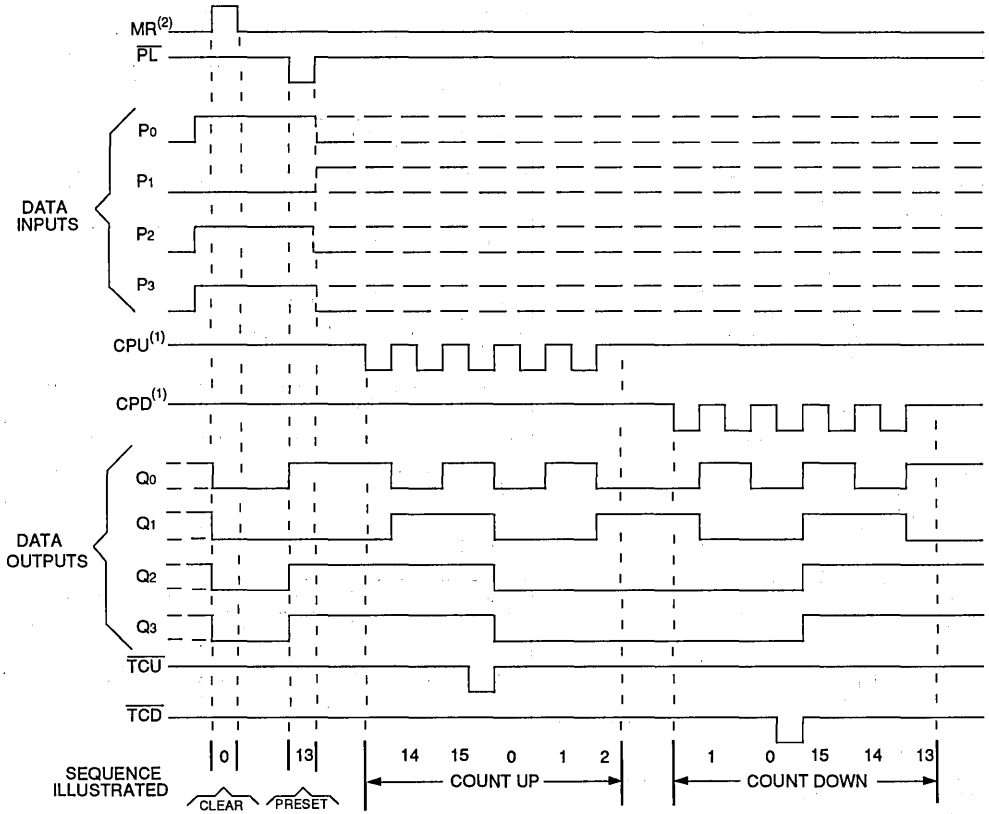 MR(2)
PL
P0
P1
DATA
INPUTS
P2
P3
CPU(1)
CPD(1)
Q0
Q1
DATA
OUTPUTS
Q2
Q3
TCU
TCD
SEQUENCE
ILLUSTRATED
0 13 14 15 0 1 2 1 0 15 14 13
CLEAR PRESET COUNT UP COUNT DOWN